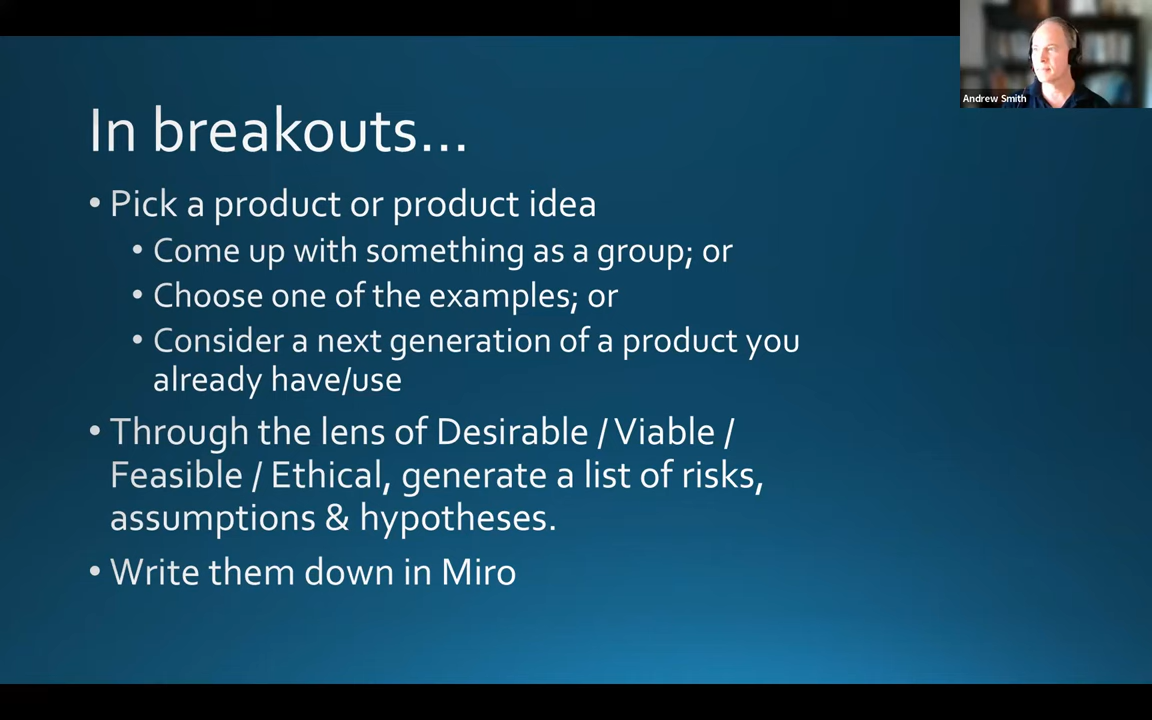 In breakouts...
• Pick a product or product idea
• Come up with something as a group; or
• Choose one of the examples; or
• Consider a next generation of a product you
already have/use
• Through the lens of Desirable / Viable /
Feasible / Ethical, generate a list of risks,
assumptions & hypotheses.
• Write them down in Miro
Andrew Smith